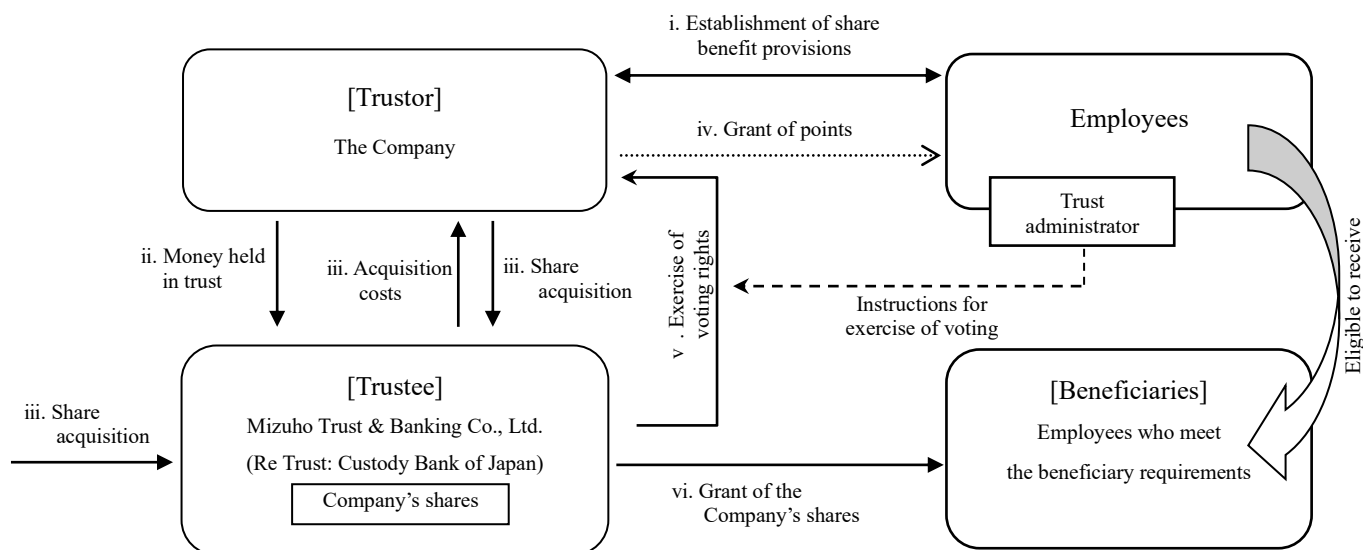 i. Establishment of share
benefit provisions
[Trustor]
The Company
iv. Grant of points
Employees
Trust
administrator
ii. Money held
in trust
iii. Acquisition
costs
iii. Share
acquisition
v . Exercise of
voting rights
Instructions for
exercise of voting
Eligible to receive
iii. Share
acquisition
[Trustee]
Mizuho Trust & Banking Co., Ltd.
(Re Trust: Custody Bank of Japan)
Company’s shares
vi. Grant of the
Company’s shares
[Beneficiaries]
Employees who meet
the beneficiary requirements